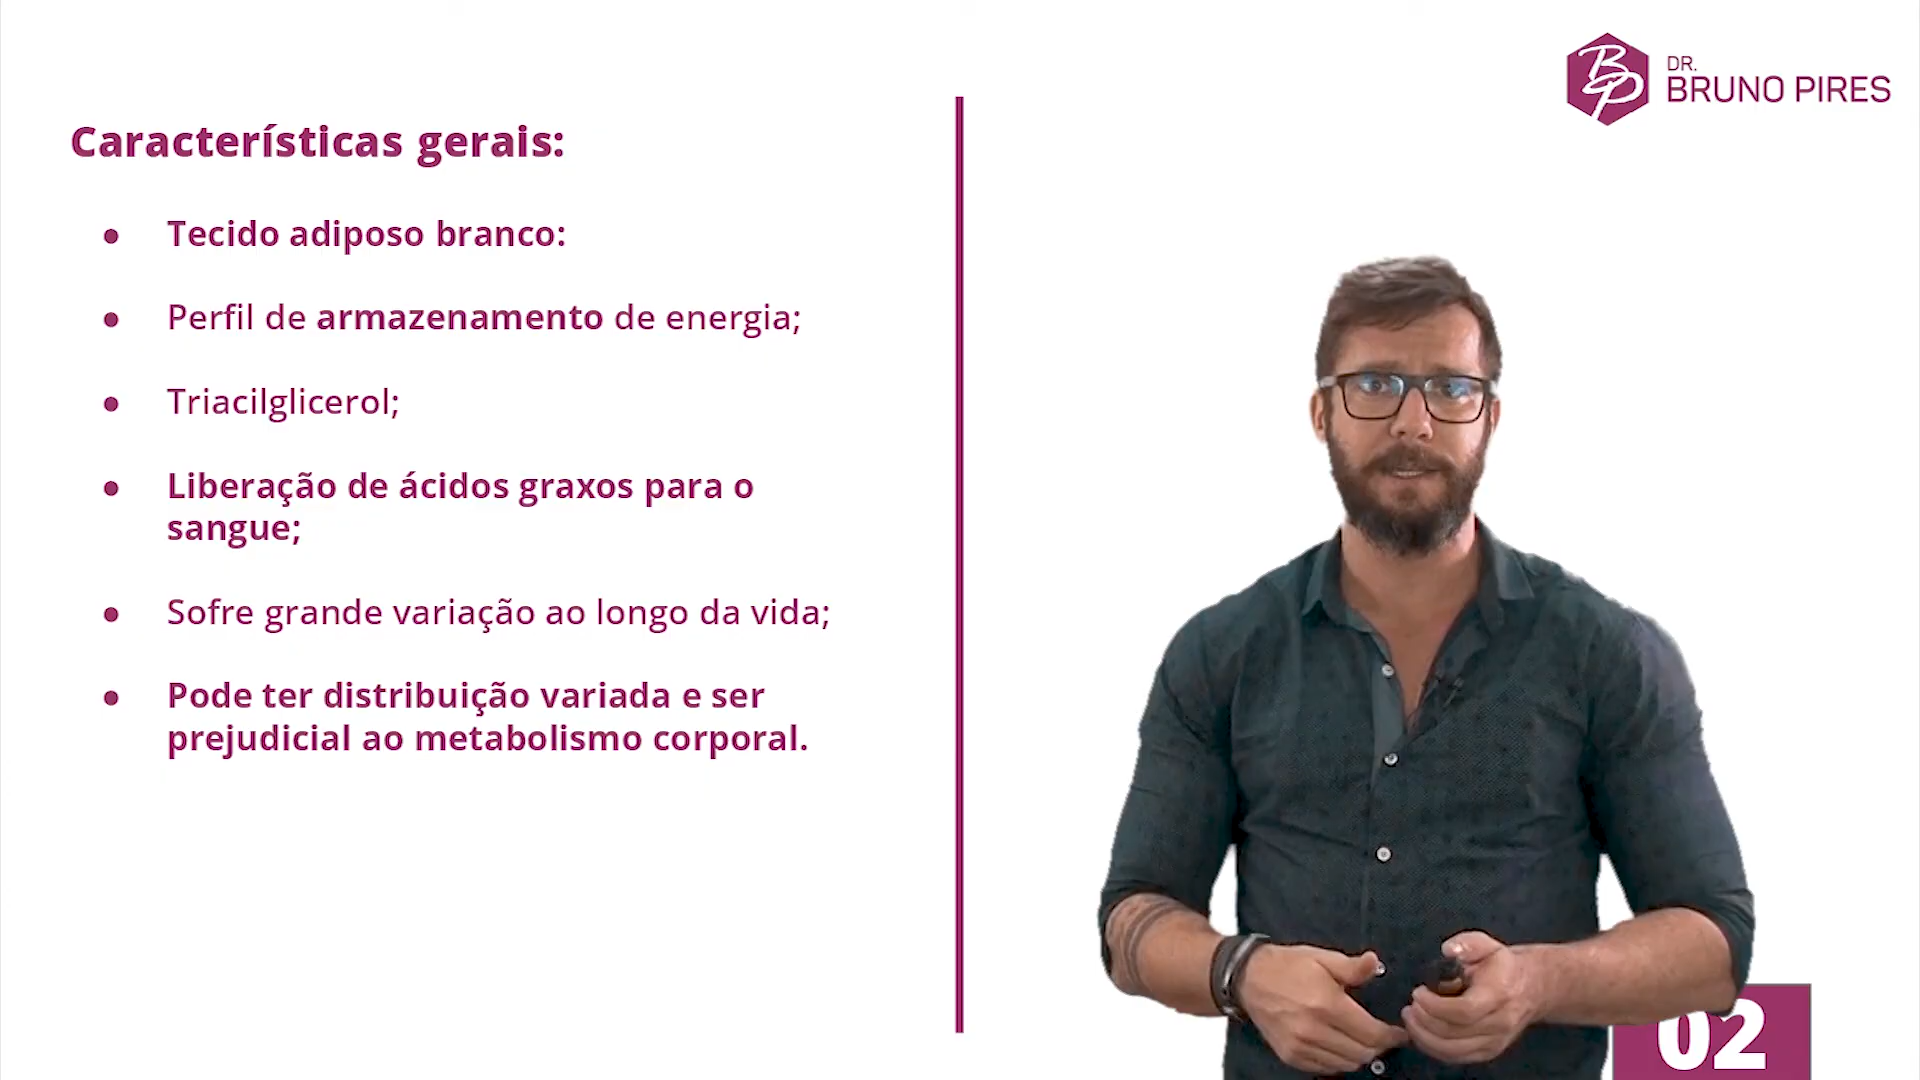 DR.
BRUNO PIRES
Características gerais:
● Tecido adiposo branco:
● Perfil de armazenamento de energia;
● Triacilglicerol;
● Liberação de ácidos graxos para o
sangue;
● Sofre grande variação ao longo da vida;
● Pode ter distribuição variada e ser
prejudicial ao metabolismo corporal.
02